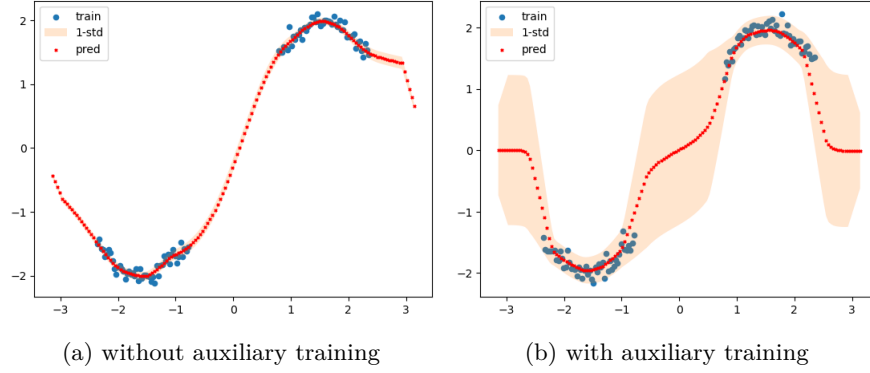 train
1-std
pred
2
1
0
−1
−2
−3 −2 −1 0 1 2 3
(a) without auxiliary training
train
1-std
pred
2
1
0
−1
−2
−3 −2 −1 0 1 2 3
(b) with auxiliary training